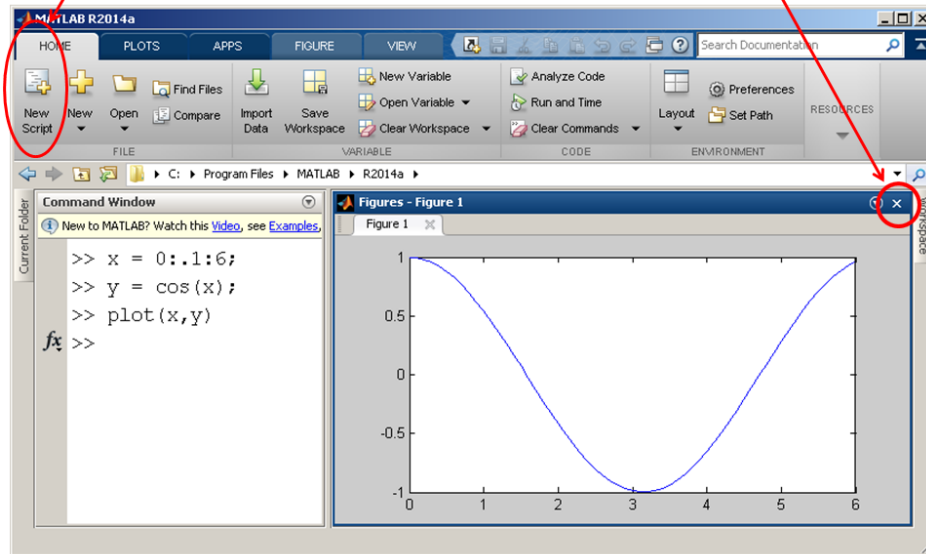 MATLAB R2014a
HOME PLOTS APPS FIGURE VIEW Search Documentation
New Script
New
Open
Find Files
Compare
Import Data
Save Workspace
New Variable
Open Variable
Clear Workspace
Analyze Code
Run and Time
Clear Commands
Layout
Preferences
Set Path
RESOURCES
FILE VARIABLE CODE ENVIRONMENT
C: Program Files MATLAB R2014a
Current Folder
Command Window
New to MATLAB? Watch this Video, see Examples,
>> x = 0:.1:6;
>> y = cos(x);
>> plot(x,y)
fx >>
Figures - Figure 1
Figure 1
1
0.5
0
-0.5
-1
0 1 2 3 4 5 6
Workspace